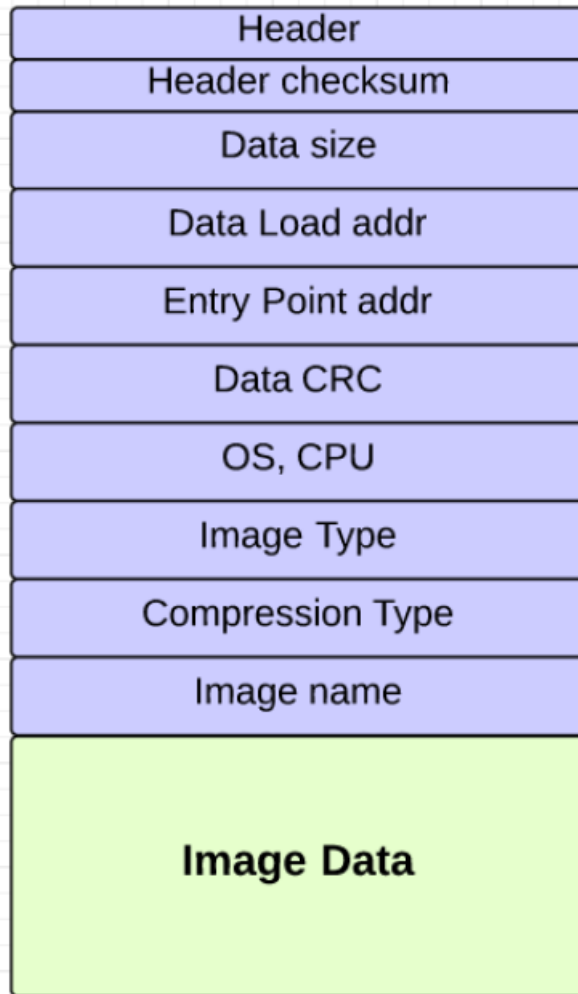 Header
Header checksum
Data size
Data Load addr
Entry Point addr
Data CRC
OS, CPU
Image Type
Compression Type
Image name
Image Data